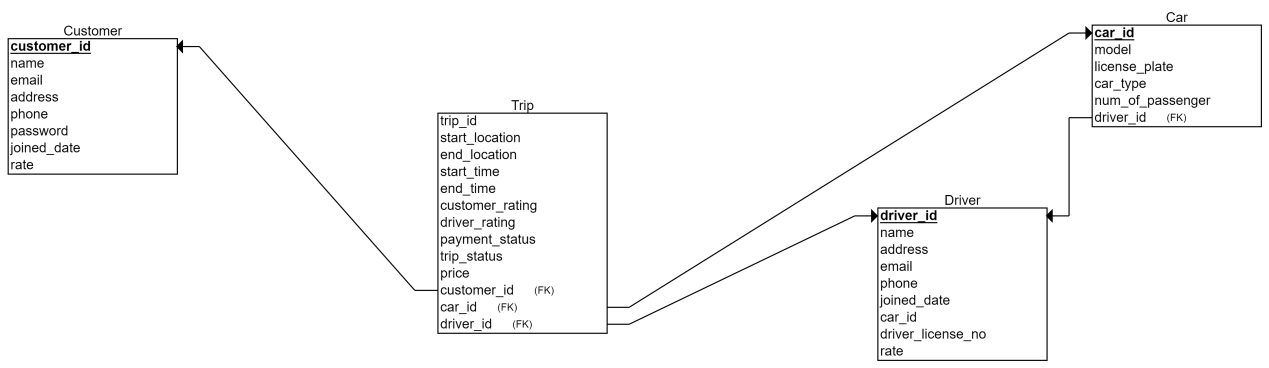 Customer
customer_id
name
email
address
phone
password
joined_date
rate
Trip
trip_id
start_location
end_location
start_time
end_time
customer_rating
driver_rating
payment_status
trip_status
price
customer_id (FK)
car_id (FK)
driver_id (FK)
Car
car_id
model
license_plate
car_type
num_of_passenger
driver_id (FK)
Driver
driver_id
name
address
email
phone
joined_date
car_id
driver_license_no
rate